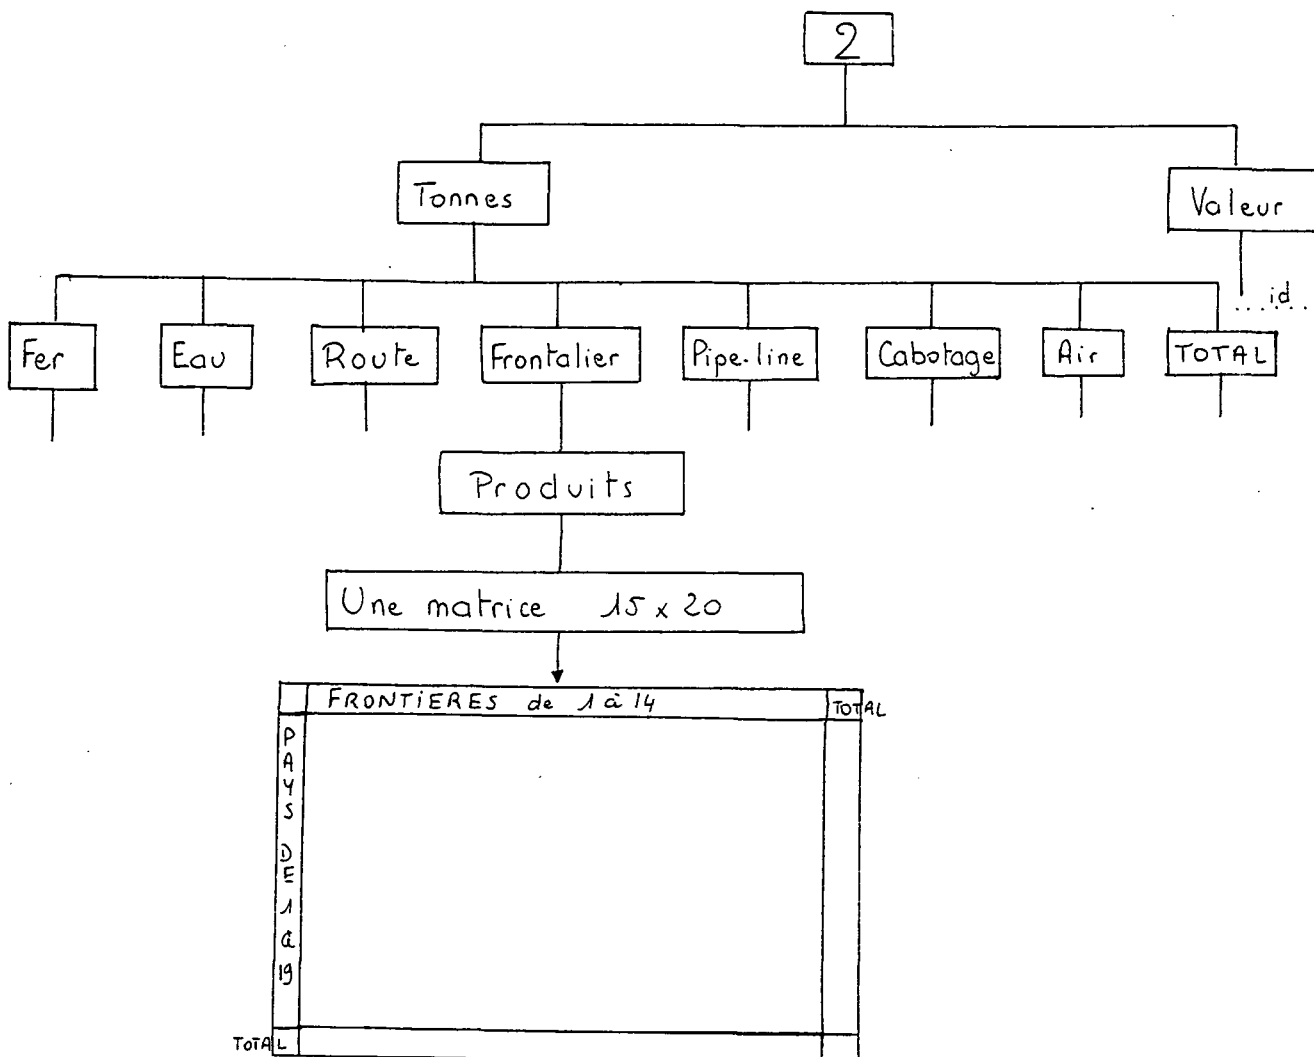 2
Tonnes
Valeur
...id...
Fer
Eau
Route
Frontalier
Pipe-line
Cabotage
Air
TOTAL
Produits
Une matrice 15 x 20
FRONTIERES de 1 à 14
TOTAL
PAYS DE 1 à 19
TOTAL